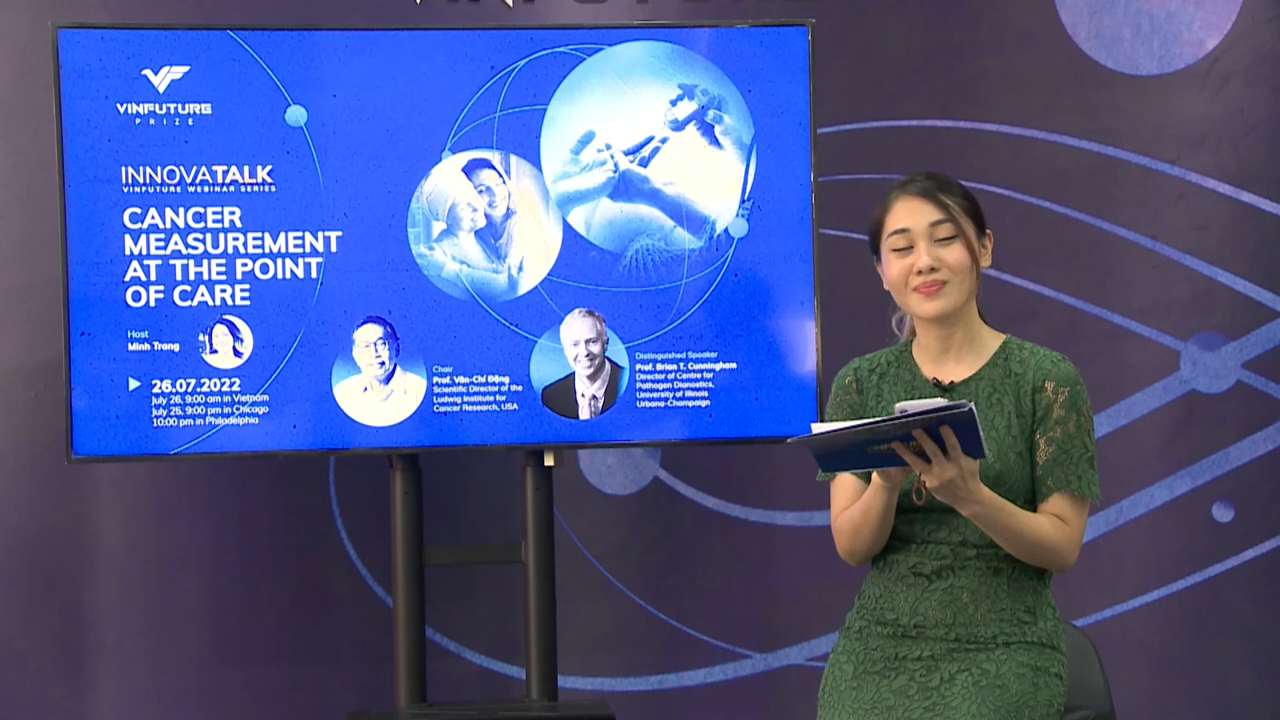 VINFUTURE
VINFUTURE
PRIZE
INNOVATALK
VINFUTURE WEBINAR SERIES
CANCER
MEASUREMENT
AT THE POINT
OF CARE
Host
Minh Trang
26.07.2022
July 26, 9:00 am in Vietnam
July 25, 9:00 pm in Chicago
10:00 pm in Philadelphia
Chair
Prof. Văn-Chí Đặng
Scientific Director of the
Ludwig Institute for
Cancer Research, USA
Distinguished Speaker
Prof. Brian T. Cunningham
Director of Centre for
Pathogen Dianostics,
University of Illinois
Urbana-Champaign